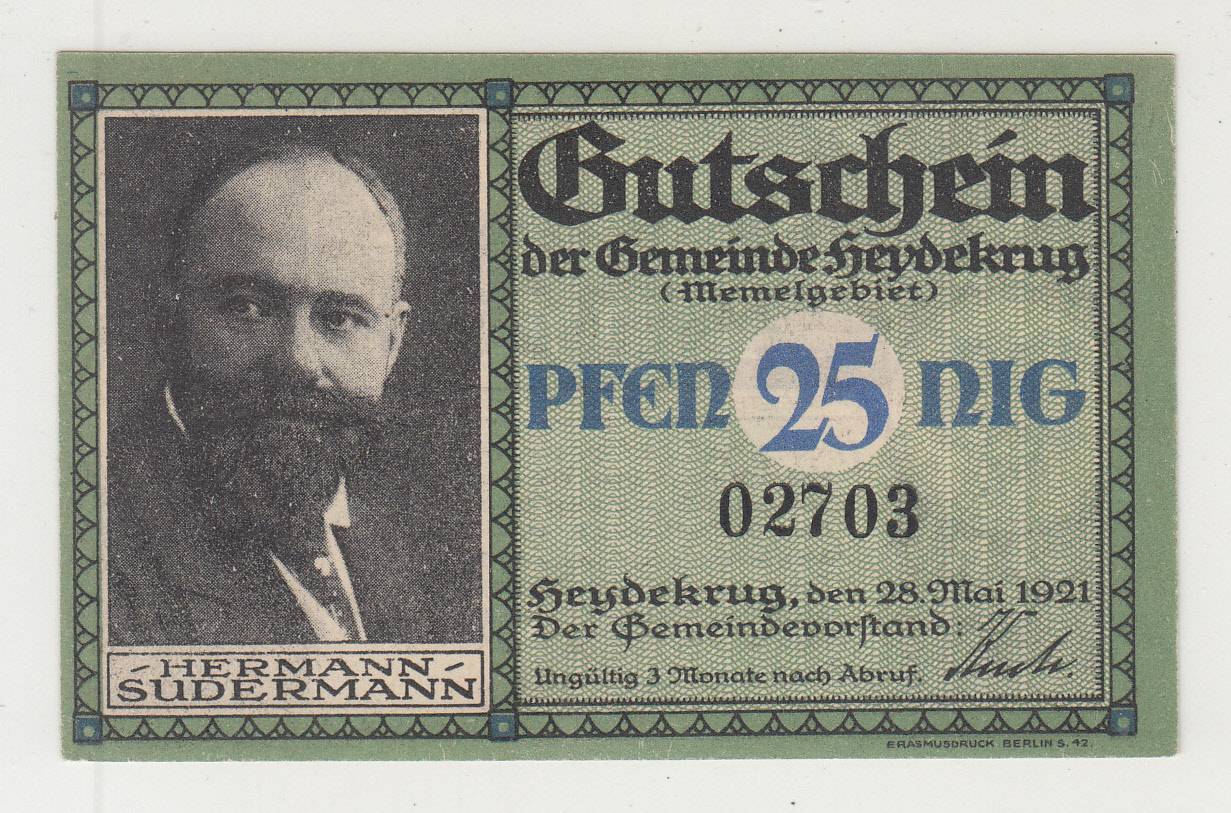 Gutschein
der Gemeinde Heydekrug
(Memelgebiet)
PFEN 25 NIG
02703
Heydekrug, den 28. Mai 1921
Der Gemeindevorſtand:
Ungültig 3 Monate nach Abruf.
- HERMANN -
SUDERMANN
ERASMUSDRUCK BERLIN S. 42.